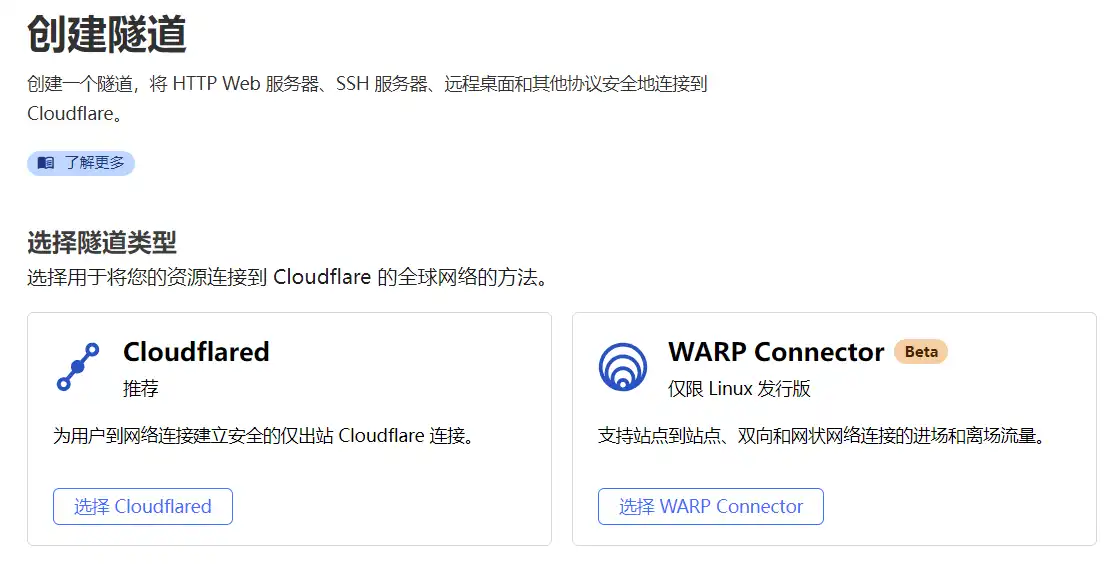 创建隧道
创建一个隧道，将 HTTP Web 服务器、SSH 服务器、远程桌面和其他协议安全地连接到
Cloudflare。
了解更多
选择隧道类型
选择用于将您的资源连接到 Cloudflare 的全球网络的方法。
Cloudflared
推荐
为用户到网络连接建立安全的仅出站 Cloudflare 连接。
选择 Cloudflared
WARP Connector Beta
仅限 Linux 发行版
支持站点到站点、双向和网状网络连接的进场和离场流量。
选择 WARP Connector